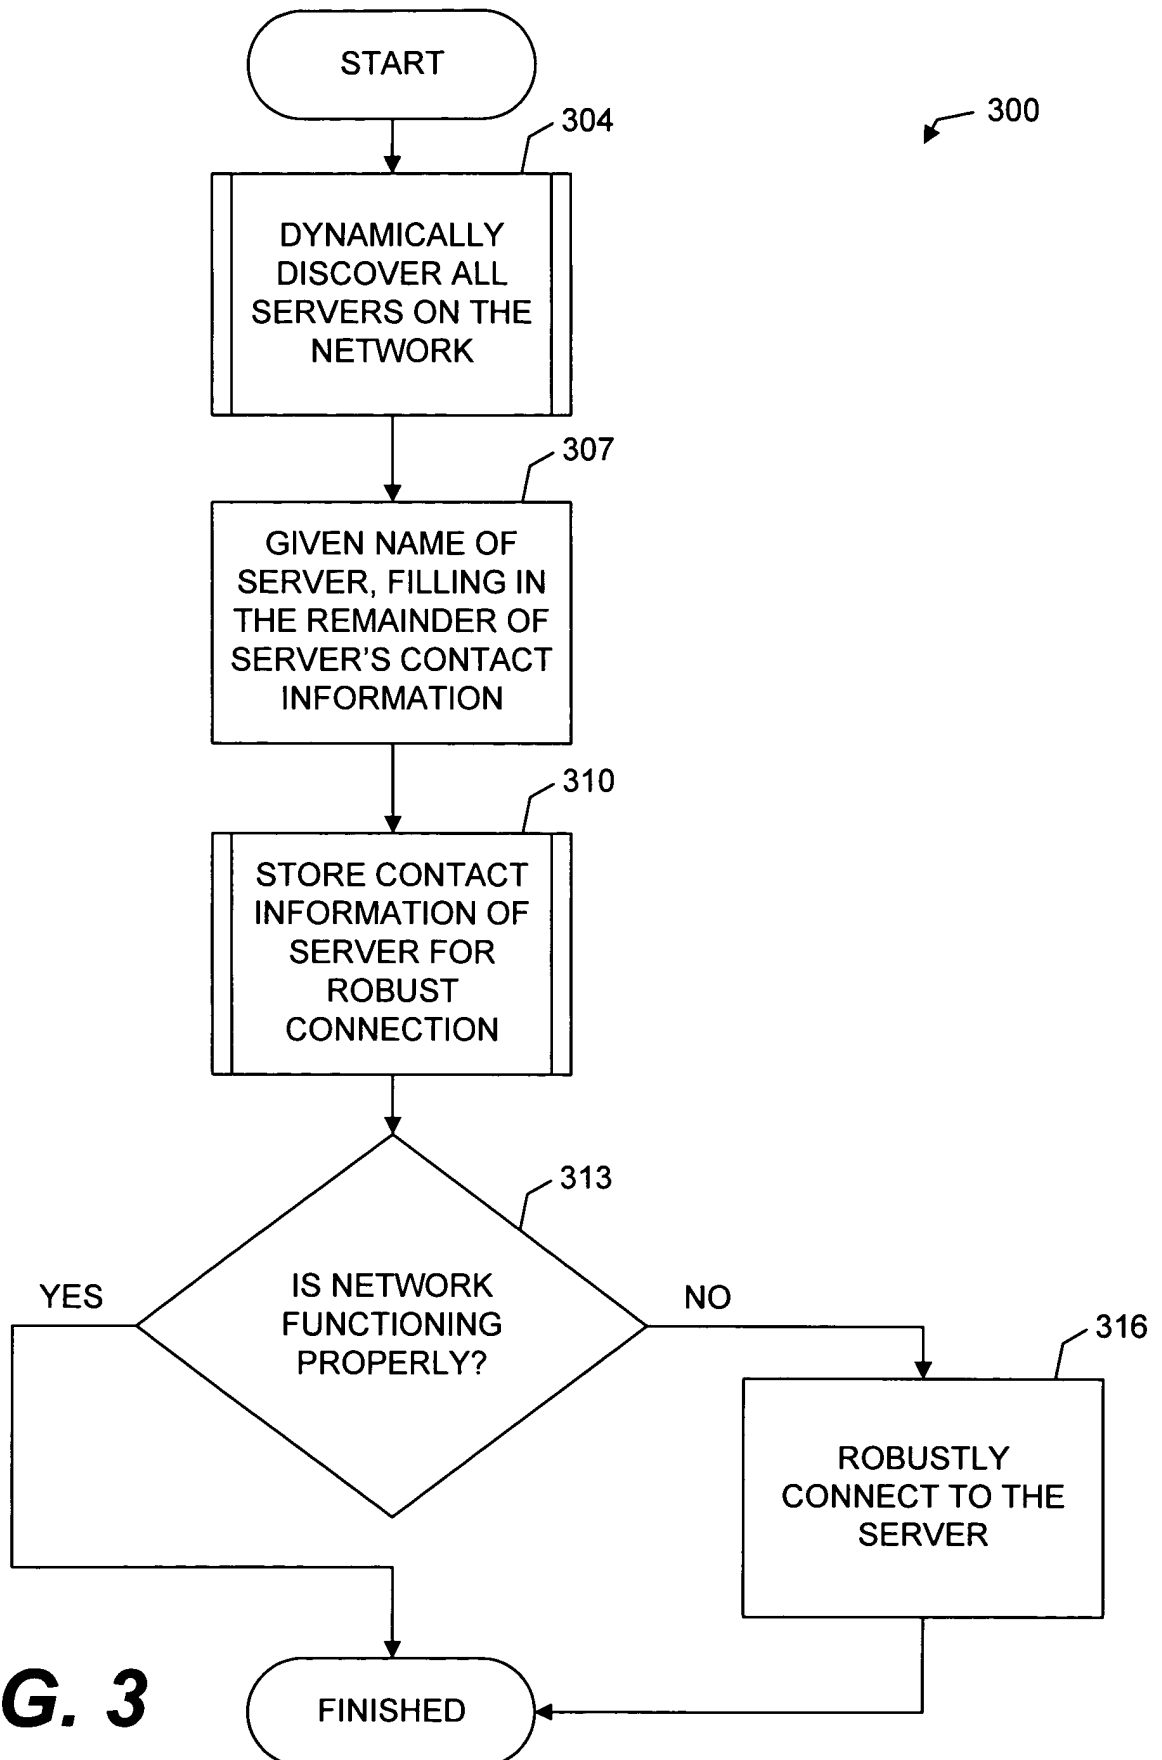 START
300
304
DYNAMICALLY
DISCOVER ALL
SERVERS ON THE
NETWORK
307
GIVEN NAME OF
SERVER, FILLING IN
THE REMAINDER OF
SERVER'S CONTACT
INFORMATION
310
STORE CONTACT
INFORMATION OF
SERVER FOR
ROBUST
CONNECTION
313
IS NETWORK
FUNCTIONING
PROPERLY?
YES
NO
316
ROBUSTLY
CONNECT TO THE
SERVER
G. 3
FINISHED